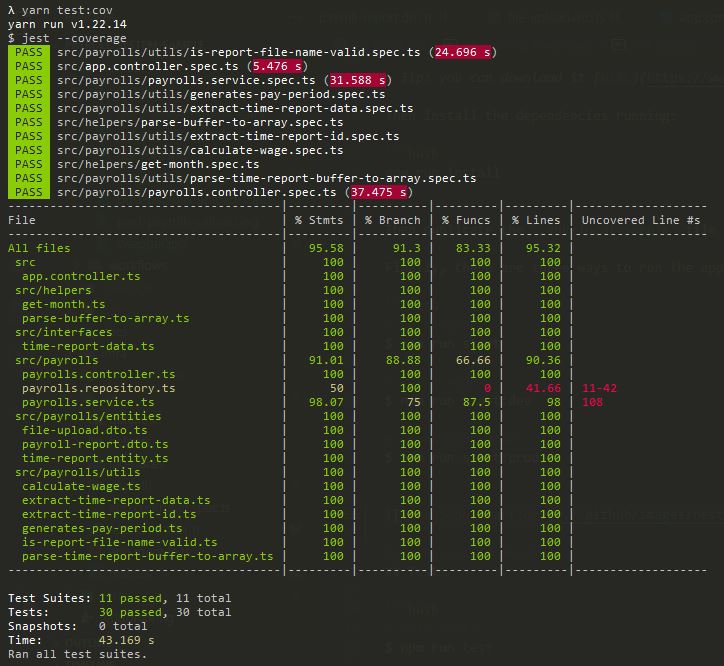 λ yarn test:cov
yarn run v1.22.14
$ jest --coverage
PASS src/payrolls/utils/is-report-file-name-valid.spec.ts (24.696 s)
PASS src/app.controller.spec.ts (5.476 s)
PASS src/payrolls/payrolls.service.spec.ts (31.588 s)
PASS src/payrolls/utils/generates-pay-period.spec.ts
PASS src/payrolls/utils/extract-time-report-data.spec.ts
PASS src/helpers/parse-buffer-to-array.spec.ts
PASS src/payrolls/utils/extract-time-report-id.spec.ts
PASS src/payrolls/utils/calculate-wage.spec.ts
PASS src/helpers/get-month.spec.ts
PASS src/payrolls/utils/parse-time-report-buffer-to-array.spec.ts
PASS src/payrolls/payrolls.controller.spec.ts (37.475 s)
---------------------------------------|---------|----------|---------|---------|-------------------
File | % Stmts | % Branch | % Funcs | % Lines | Uncovered Line #s
---------------------------------------|---------|----------|---------|---------|-------------------
All files | 95.58 | 91.3 | 83.33 | 95.32 |
src | 100 | 100 | 100 | 100 |
app.controller.ts | 100 | 100 | 100 | 100 |
src/helpers | 100 | 100 | 100 | 100 |
get-month.ts | 100 | 100 | 100 | 100 |
parse-buffer-to-array.ts | 100 | 100 | 100 | 100 |
src/interfaces | 100 | 100 | 100 | 100 |
time-report-data.ts | 100 | 100 | 100 | 100 |
src/payrolls | 91.01 | 88.88 | 66.66 | 90.36 |
payrolls.controller.ts | 100 | 100 | 100 | 100 |
payrolls.repository.ts | 50 | 100 | 0 | 41.66 | 11-42
payrolls.service.ts | 98.07 | 75 | 87.5 | 98 | 108
src/payrolls/entities | 100 | 100 | 100 | 100 |
file-upload.dto.ts | 100 | 100 | 100 | 100 |
payroll-report.dto.ts | 100 | 100 | 100 | 100 |
time-report.entity.ts | 100 | 100 | 100 | 100 |
src/payrolls/utils | 100 | 100 | 100 | 100 |
calculate-wage.ts | 100 | 100 | 100 | 100 |
extract-time-report-data.ts | 100 | 100 | 100 | 100 |
extract-time-report-id.ts | 100 | 100 | 100 | 100 |
generates-pay-period.ts | 100 | 100 | 100 | 100 |
is-report-file-name-valid.ts | 100 | 100 | 100 | 100 |
parse-time-report-buffer-to-array.ts | 100 | 100 | 100 | 100 |
---------------------------------------|---------|----------|---------|---------|-------------------
Test Suites: 11 passed, 11 total
Tests: 30 passed, 30 total
Snapshots: 0 total
Time: 43.169 s
Ran all test suites.